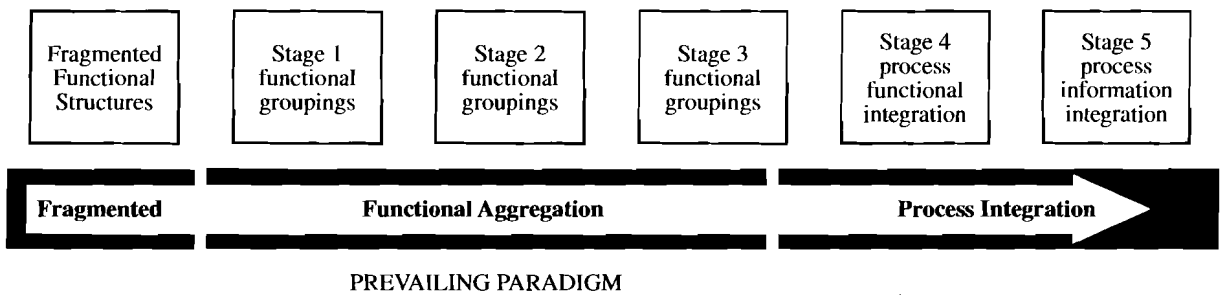 Fragmented
Functional
Structures
Stage 1
functional
groupings
Stage 2
functional
groupings
Stage 3
functional
groupings
Stage 4
process
functional
integration
Stage 5
process
information
integration
Fragmented
Functional Aggregation
Process Integration
PREVAILING PARADIGM